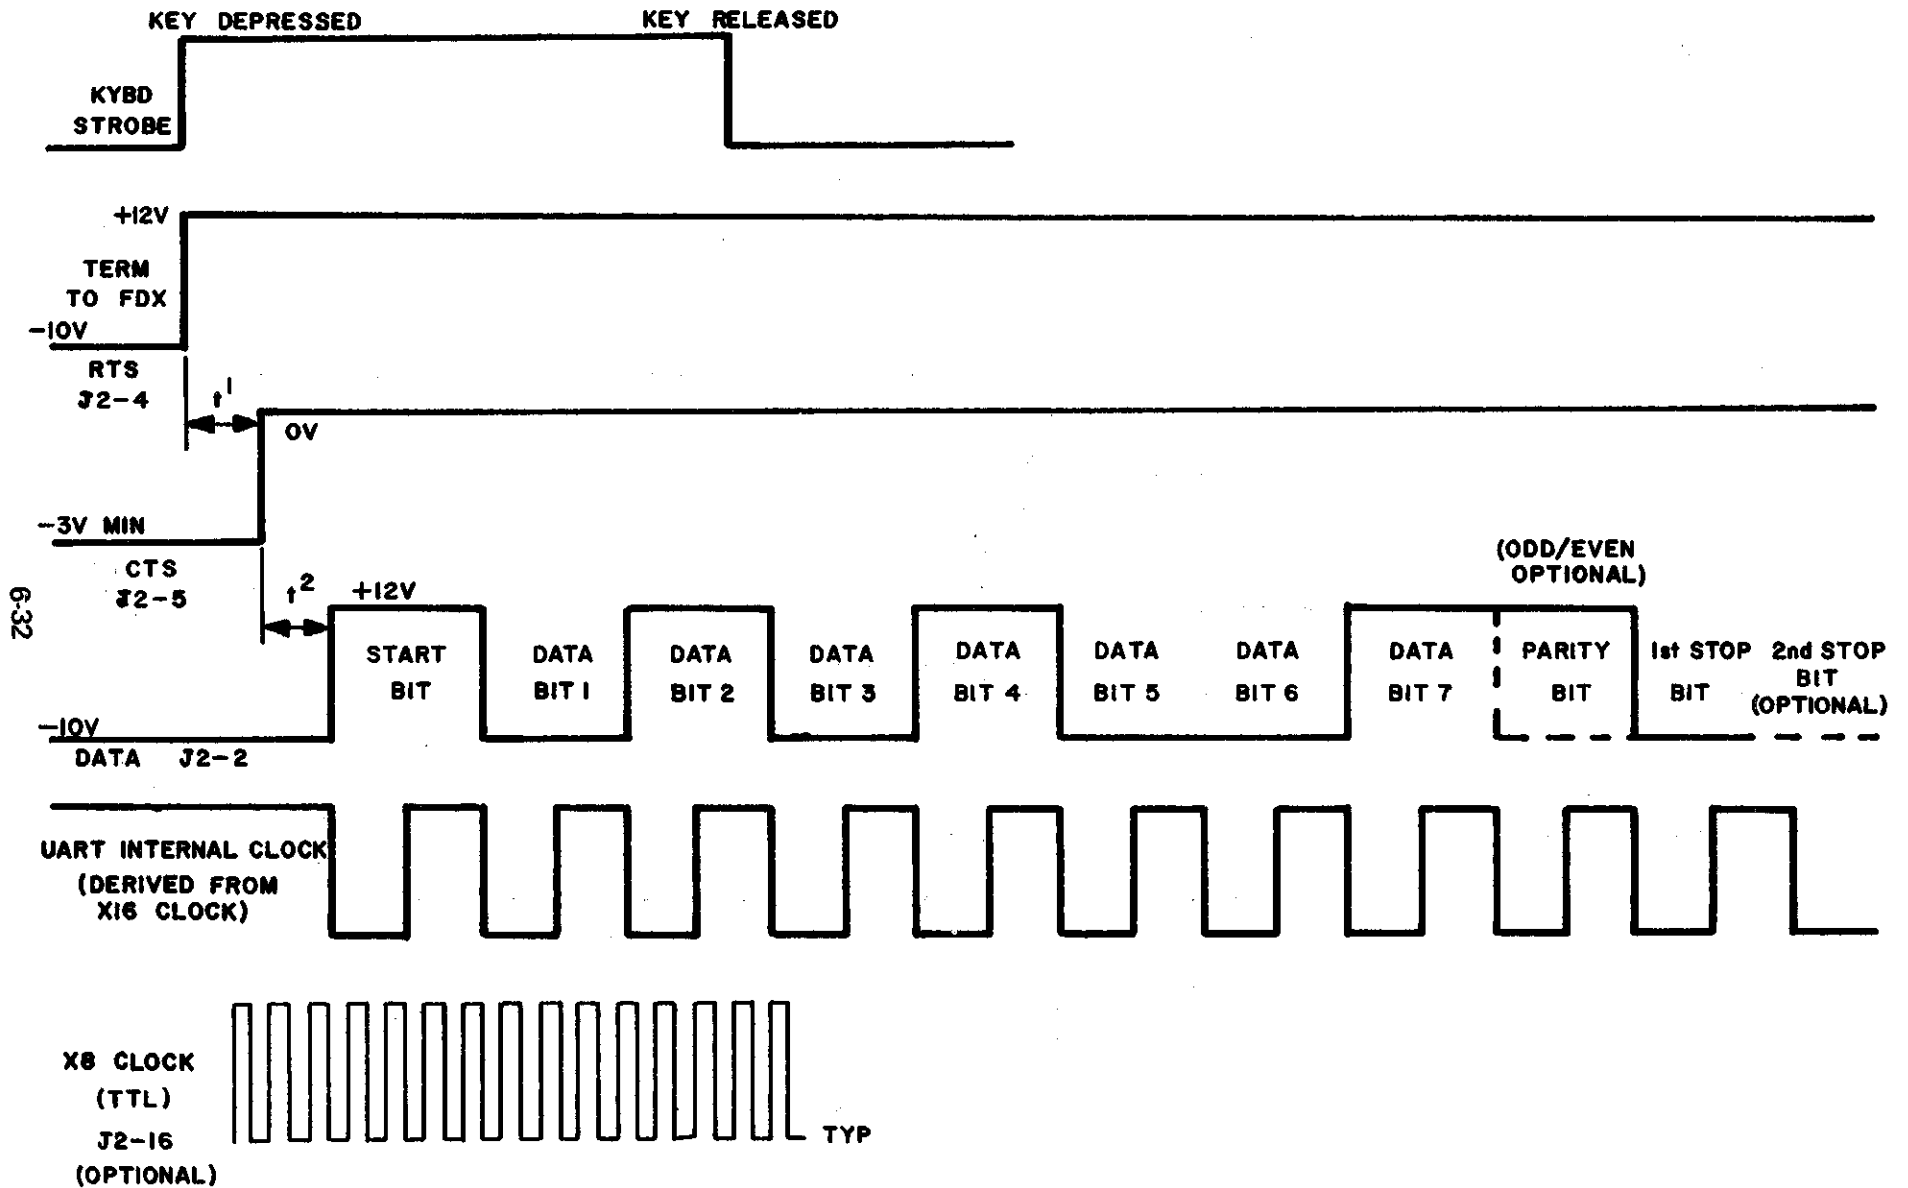 KEY DEPRESSED
KEY RELEASED
KYBD
STROBE
+12V
TERM
TO FDX
-10V
RTS
J2-4
t1
0V
-3V MIN
CTS
J2-5
t2
+12V
(ODD/EVEN
OPTIONAL)
START
BIT
DATA
BIT 1
DATA
BIT 2
DATA
BIT 3
DATA
BIT 4
DATA
BIT 5
DATA
BIT 6
DATA
BIT 7
PARITY
BIT
1st STOP
BIT
2nd STOP
BIT
(OPTIONAL)
-10V
DATA J2-2
UART INTERNAL CLOCK
(DERIVED FROM
X16 CLOCK)
X8 CLOCK
(TTL)
J2-16
(OPTIONAL)
TYP
6-32